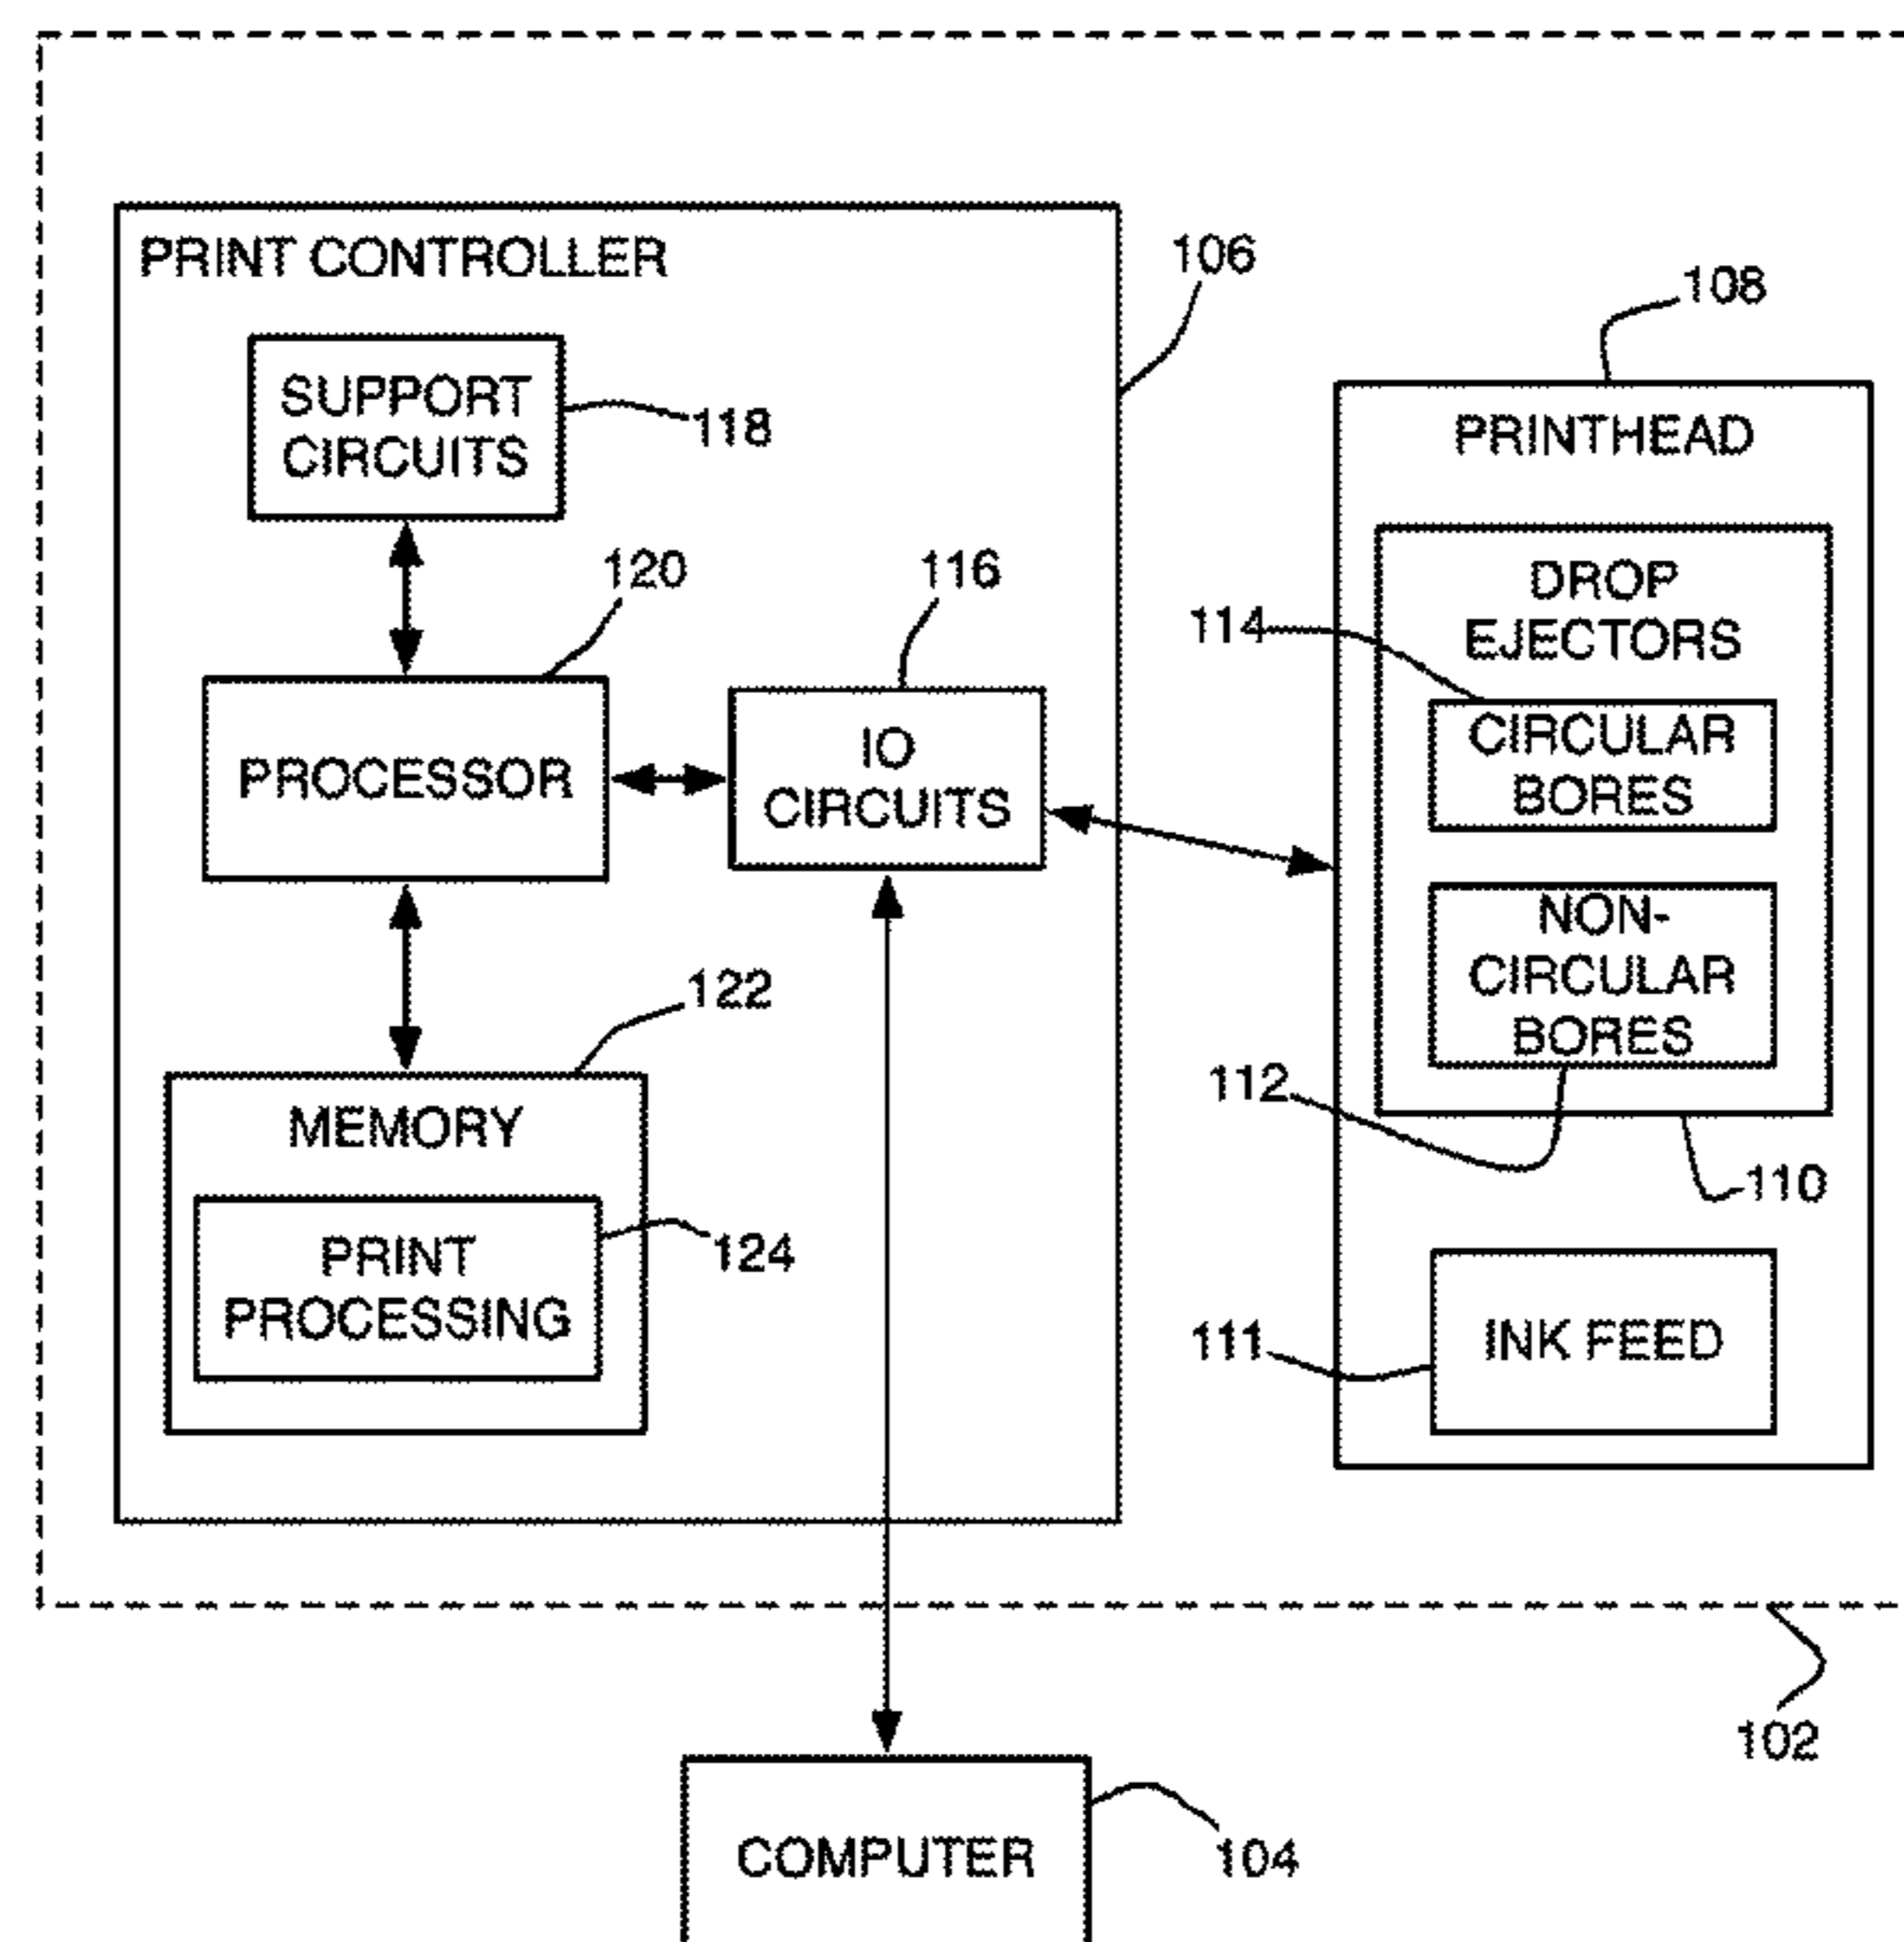 PRINT CONTROLLER
106
108
SUPPORT
CIRCUITS
118
PRINTHEAD
120
116
DROP
EJECTORS
114
PROCESSOR
IO
CIRCUITS
CIRCULAR
BORES
NON-
CIRCULAR
BORES
122
112
MEMORY
110
PRINT
PROCESSING
124
111
INK FEED
102
COMPUTER
104